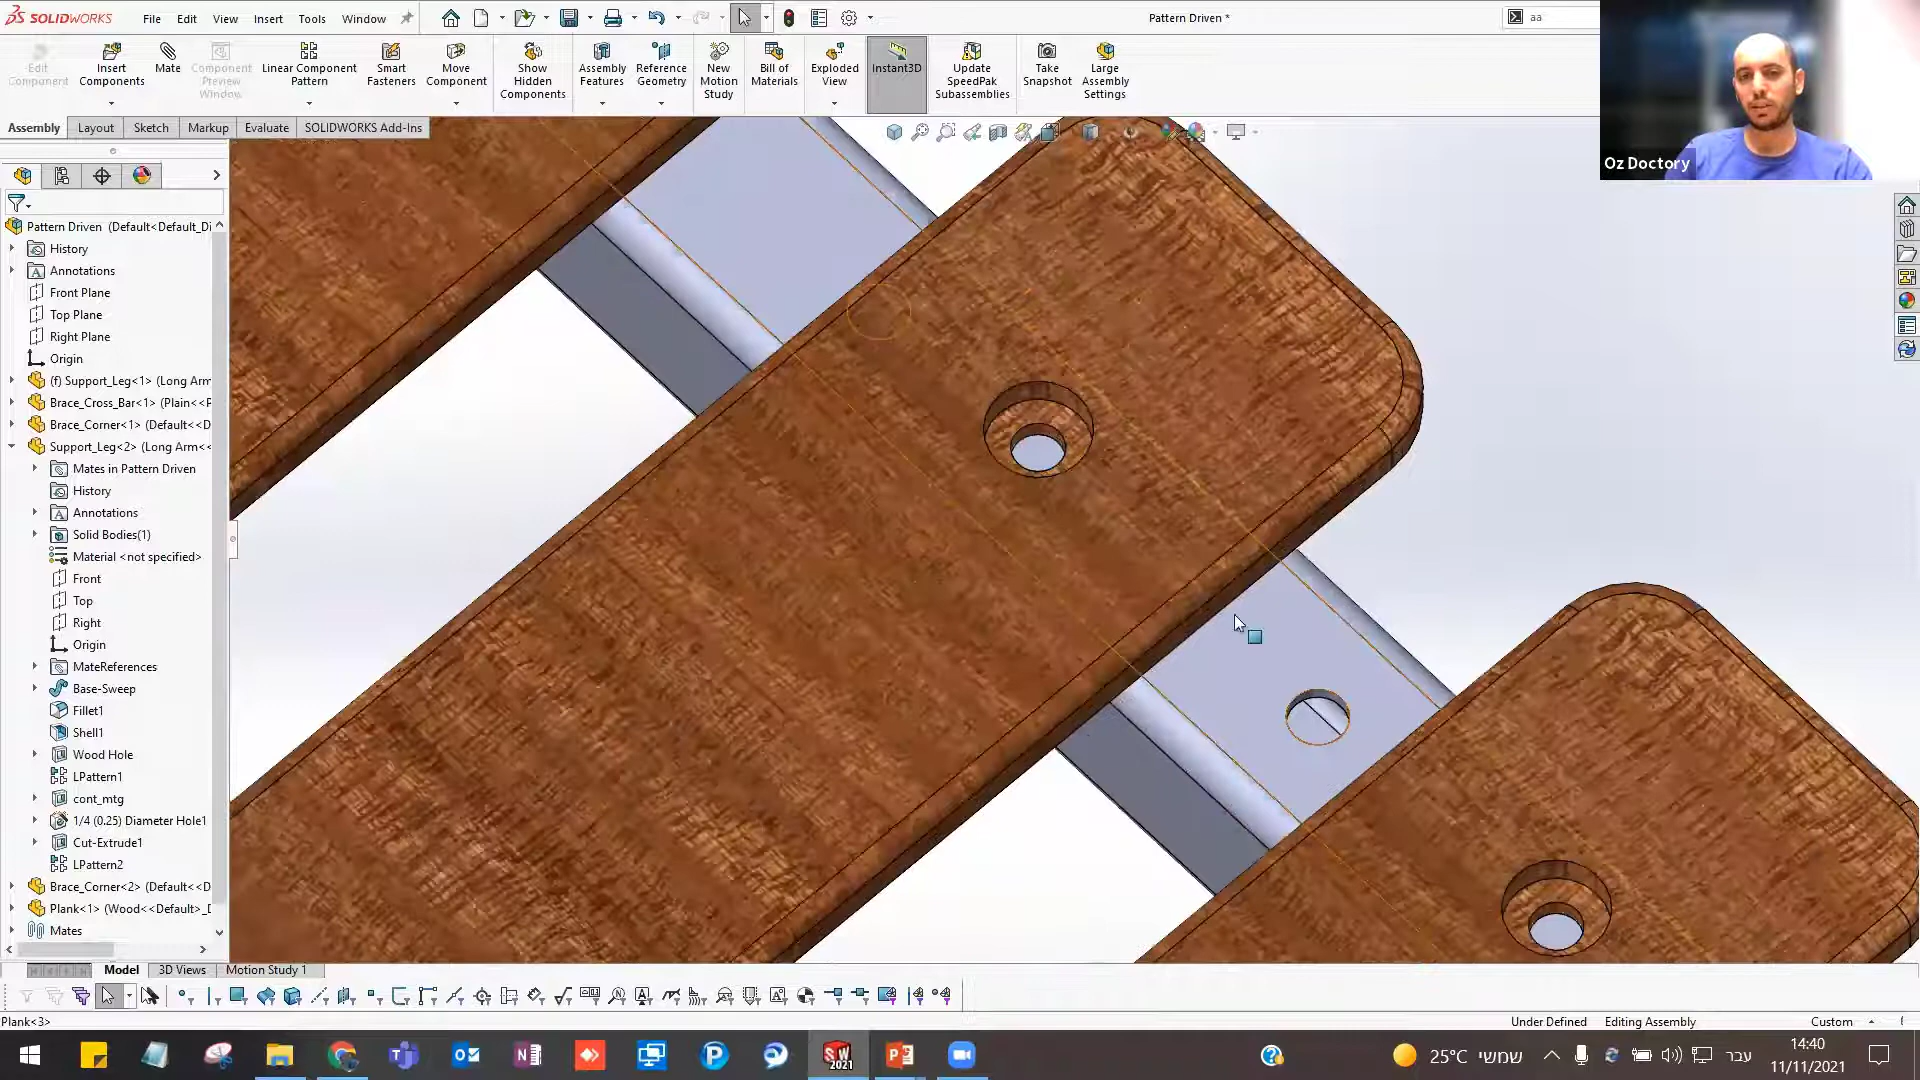 SOLIDWORKS File Edit View Insert Tools Window Pattern Driven * aa
Edit Component
Insert Components
Mate
Component Preview Window
Linear Component Pattern
Smart Fasteners
Move Component
Show Hidden Components
Assembly Features
Reference Geometry
New Motion Study
Bill of Materials
Exploded View
Instant3D
Update SpeedPak Subassemblies
Take Snapshot
Large Assembly Settings
Oz Doctory
Assembly Layout Sketch Markup Evaluate SOLIDWORKS Add-Ins
Pattern Driven (Default<Default_Di
History
Annotations
Front Plane
Top Plane
Right Plane
Origin
(f) Support_Leg<1> (Long Arm
Brace_Cross_Bar<1> (Plain<<F
Brace_Corner<1> (Default<<D
Support_Leg<2> (Long Arm<<
Mates in Pattern Driven
History
Annotations
Solid Bodies(1)
Material <not specified>
Front
Top
Right
Origin
MateReferences
Base-Sweep
Fillet1
Shell1
Wood Hole
LPattern1
cont_mtg
1/4 (0.25) Diameter Hole1
Cut-Extrude1
LPattern2
Brace_Corner<2> (Default<<D
Plank<1> (Wood<<Default>_D
Mates
Model 3D Views Motion Study 1
Plank<3> Under Defined Editing Assembly Custom
SW 2021
25°C שמשי
עבר
14:40
11/11/2021